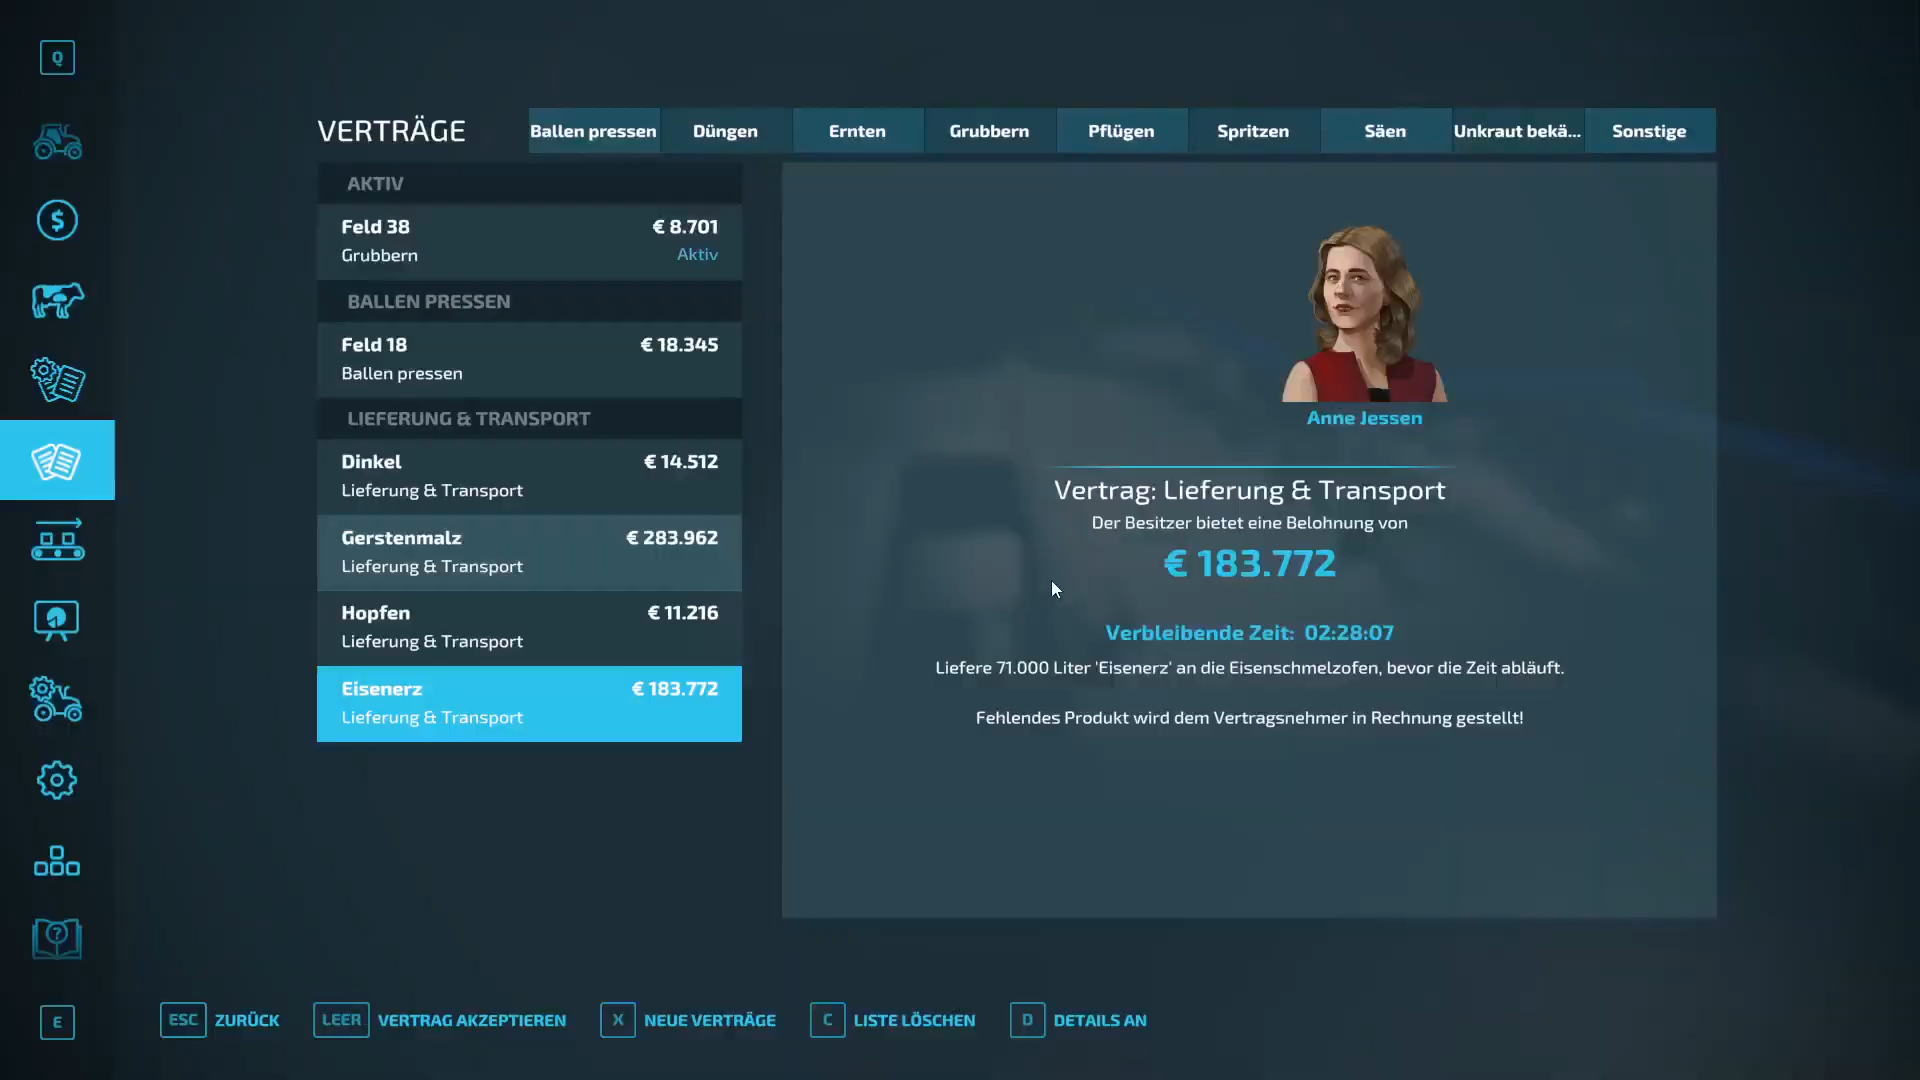 Q
VERTRÄGE
Ballen pressen
Düngen
Ernten
Grubbern
Pflügen
Spritzen
Säen
Unkraut bekä...
Sonstige
AKTIV
Feld 38 € 8.701
Grubbern Aktiv
BALLEN PRESSEN
Feld 18 € 18.345
Ballen pressen
LIEFERUNG & TRANSPORT
Dinkel € 14.512
Lieferung & Transport
Gerstenmalz € 283.962
Lieferung & Transport
Hopfen € 11.216
Lieferung & Transport
Eisenerz € 183.772
Lieferung & Transport
Anne Jessen
Vertrag: Lieferung & Transport
Der Besitzer bietet eine Belohnung von
€ 183.772
Verbleibende Zeit: 02:28:07
Liefere 71.000 Liter 'Eisenerz' an die Eisenschmelzofen, bevor die Zeit abläuft.
Fehlendes Produkt wird dem Vertragsnehmer in Rechnung gestellt!
E
ESC ZURÜCK
LEER VERTRAG AKZEPTIEREN
X NEUE VERTRÄGE
C LISTE LÖSCHEN
D DETAILS AN